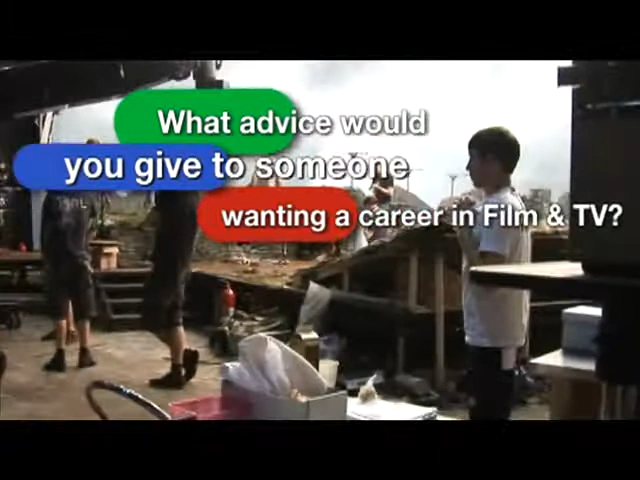 What advice would
you give to someone
wanting a career in Film & TV?